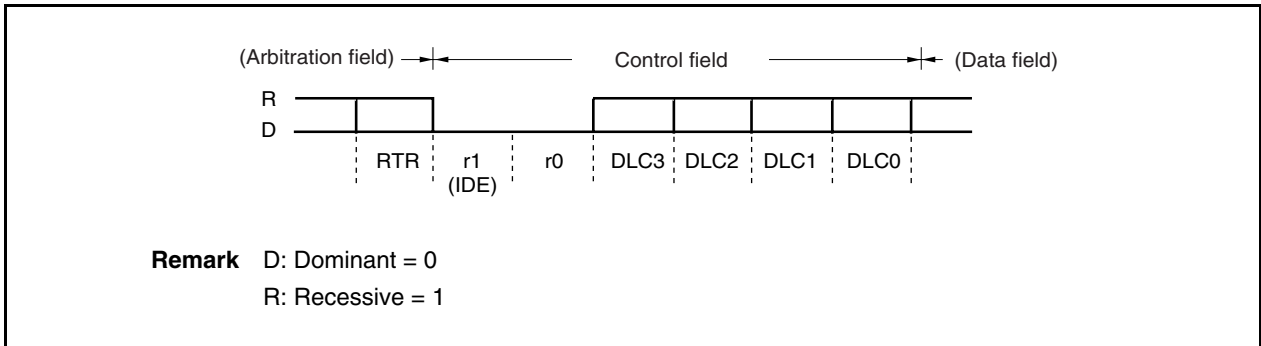 (Arbitration field) Control field (Data field)
R
D
RTR r1 r0 DLC3 DLC2 DLC1 DLC0
(IDE)
Remark D: Dominant = 0
R: Recessive = 1